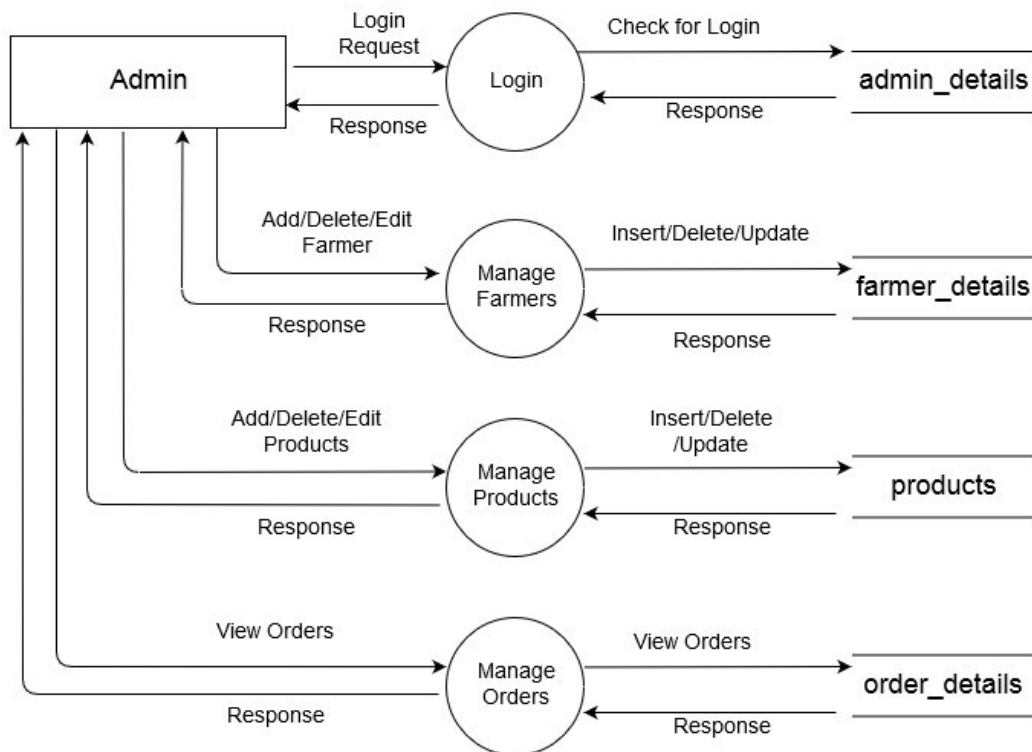 Login
Request
Check for Login
Admin
Login
admin_details
Response
Response
Add/Delete/Edit
Farmer
Insert/Delete/Update
Manage
Farmers
farmer_details
Response
Response
Add/Delete/Edit
Products
Insert/Delete
/Update
Manage
Products
products
Response
Response
View Orders
View Orders
Manage
Orders
order_details
Response
Response